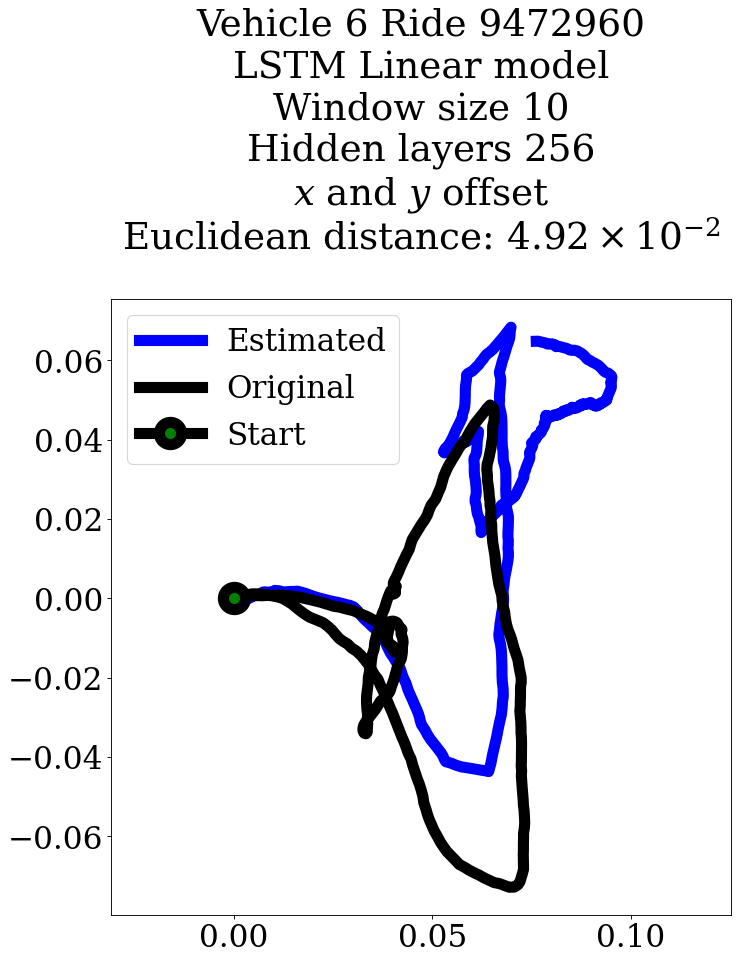 Vehicle 6 Ride 9472960
LSTM Linear model
Window size 10
Hidden layers 256
x and y offset
Euclidean distance: 4.92 × 10⁻²
Estimated
Original
Start
0.06
0.04
0.02
0.00
−0.02
−0.04
−0.06
0.00 0.05 0.10